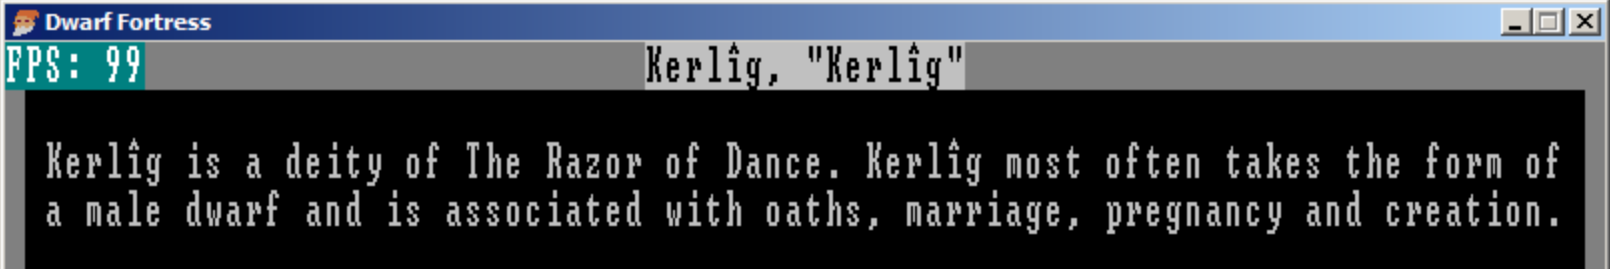 Dwarf Fortress
FPS: 99
Kerlîg, "Kerlîg"
Kerlîg is a deity of The Razor of Dance. Kerlîg most often takes the form of
a male dwarf and is associated with oaths, marriage, pregnancy and creation.